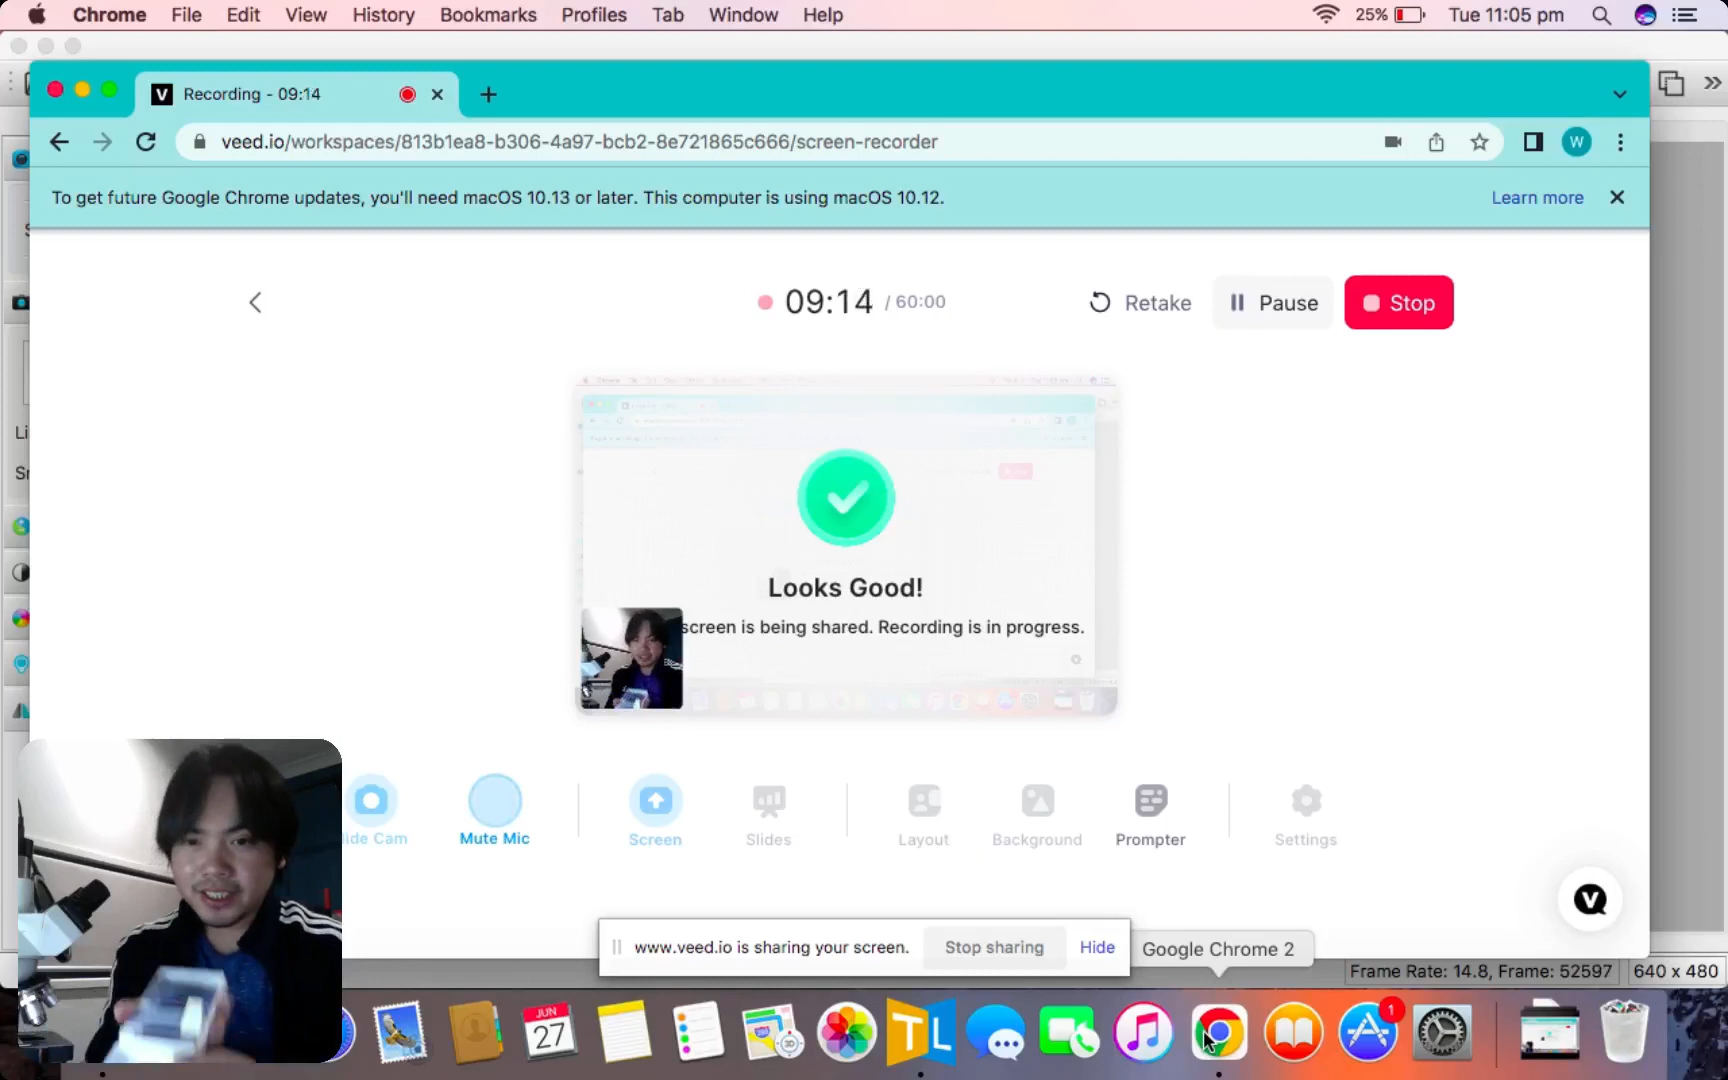 Chrome File Edit View History Bookmarks Profiles Tab Window Help 25% Tue 11:05 pm
Recording - 09:14
veed.io/workspaces/813b1ea8-b306-4a97-bcb2-8e721865c666/screen-recorder W
To get future Google Chrome updates, you'll need macOS 10.13 or later. This computer is using macOS 10.12. Learn more
09:14 / 60:00 Retake Pause Stop
Looks Good!
screen is being shared. Recording is in progress.
ide Cam Mute Mic Screen Slides Layout Background Prompter Settings
www.veed.io is sharing your screen. Stop sharing Hide
Google Chrome 2
Frame Rate: 14.8, Frame: 52597 640 x 480
JUN
27
TL
3D
1